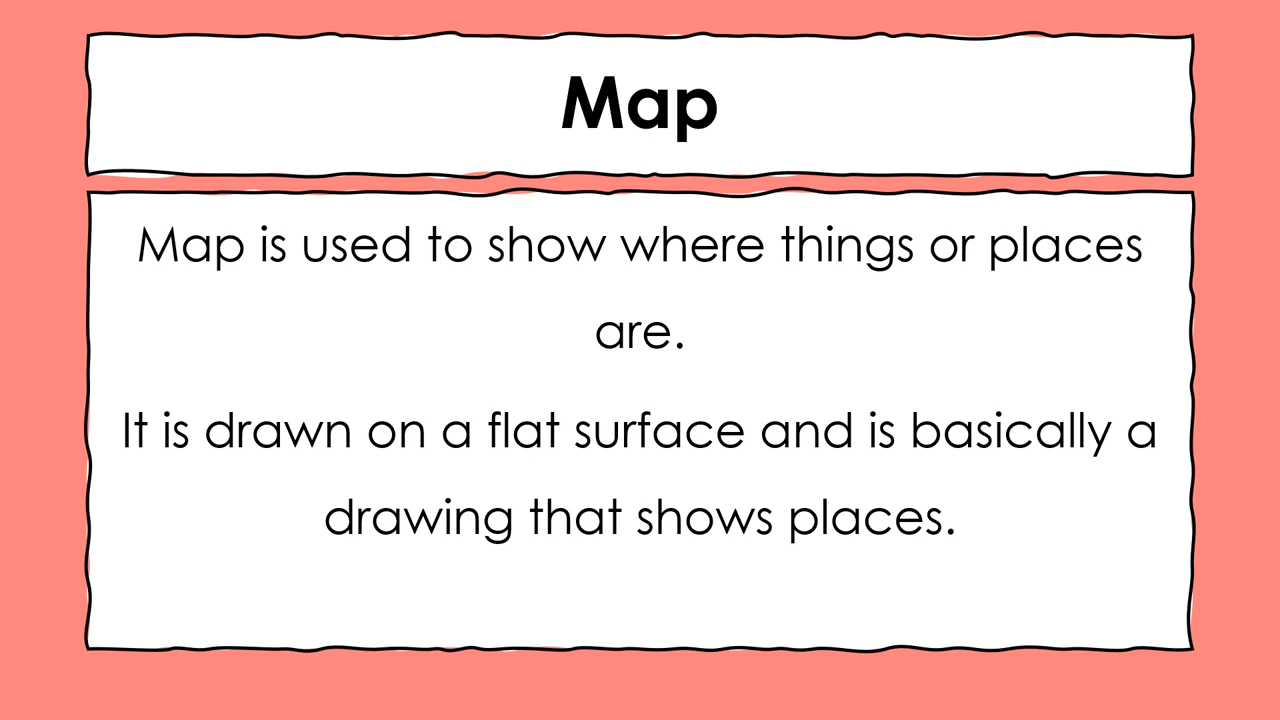 Map
Map is used to show where things or places
are.
It is drawn on a flat surface and is basically a
drawing that shows places.